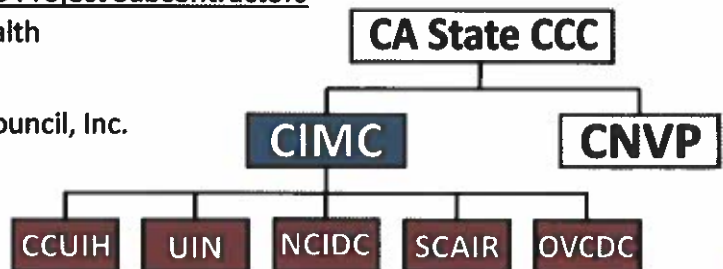 CA State CCC
alth
ouncil, Inc.
CIMC
CNVP
CCUIH
UIN
NCIDC
SCAIR
OVCDC